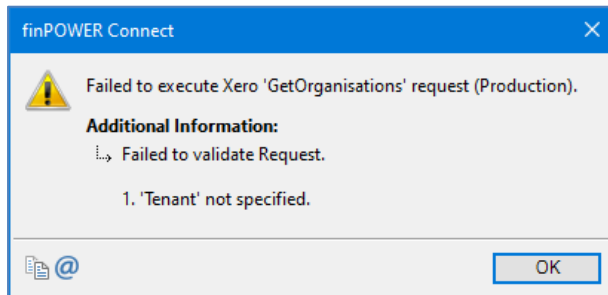 finPOWER Connect
Failed to execute Xero 'GetOrganisations' request (Production).
Additional Information:
Failed to validate Request.
1. 'Tenant' not specified.
@
OK